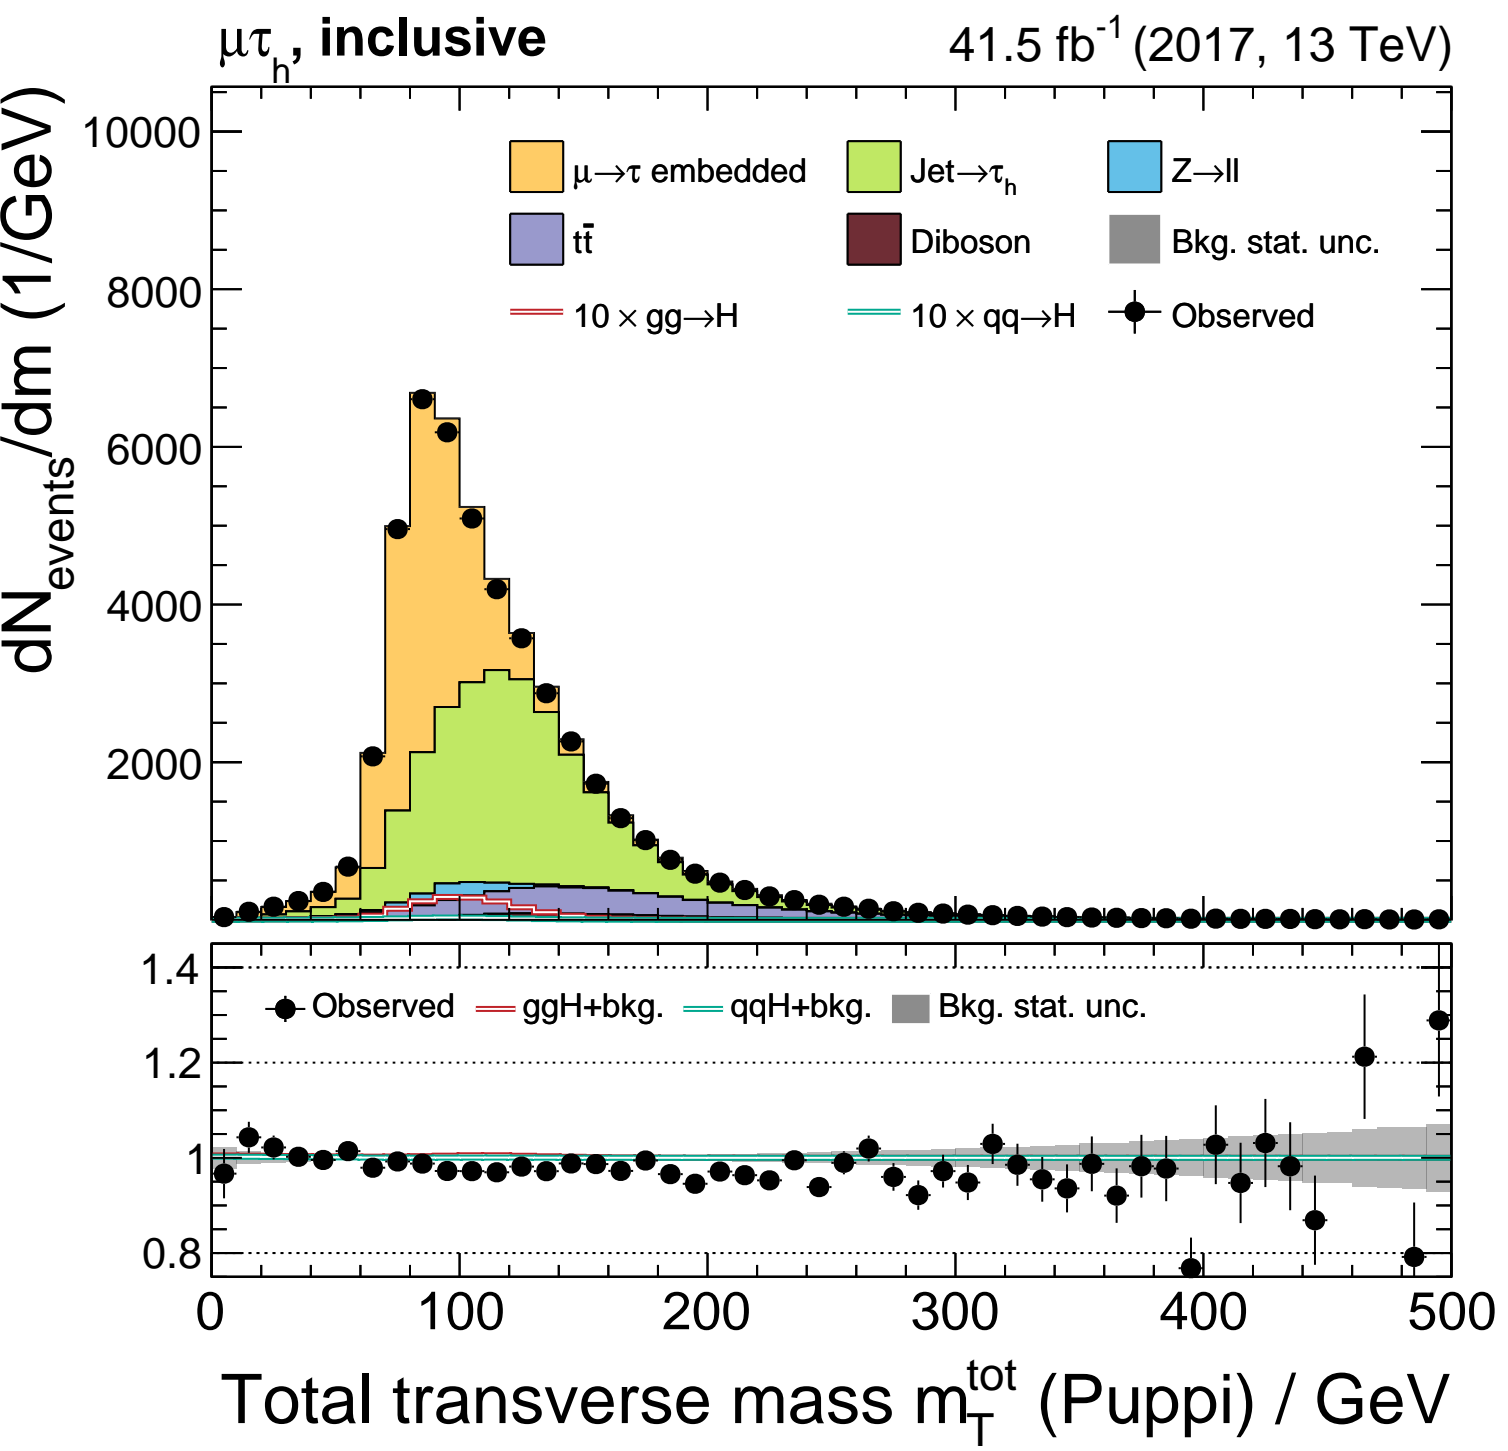 μτh, inclusive 41.5 fb-1 (2017, 13 TeV)
dNevents/dm (1/GeV)
10000
8000
6000
4000
2000
μ→τ embedded Jet→τh Z→ll
tt̄ Diboson Bkg. stat. unc.
10 × gg→H 10 × qq→H Observed
1.4
1.2
1
0.8
Observed ggH+bkg. qqH+bkg. Bkg. stat. unc.
0 100 200 300 400 500
Total transverse mass mTtot (Puppi) / GeV